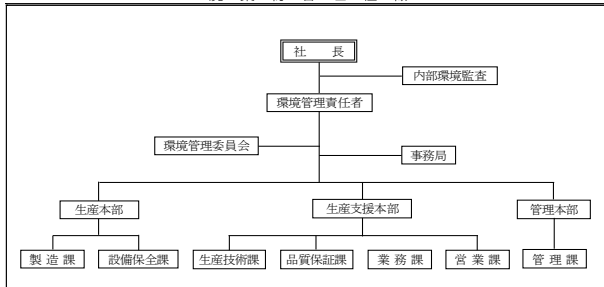 社 長
内部環境監査
環境管理責任者
環境管理委員会
事務局
生産本部
生産支援本部
管理本部
製 造 課
設備保全課
生産技術課
品質保証課
業 務 課
営 業 課
管 理 課